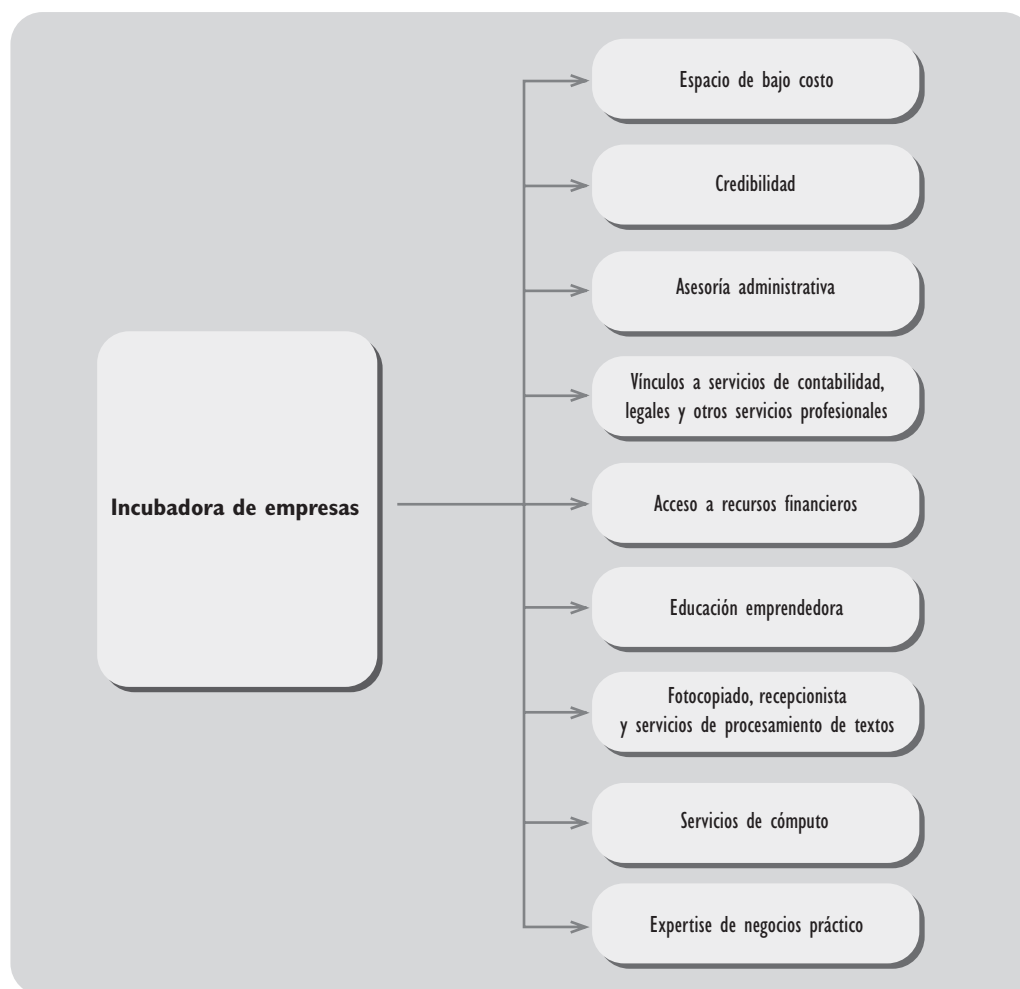 Espacio de bajo costo
Credibilidad
Asesoría administrativa
Vínculos a servicios de contabilidad,
legales y otros servicios profesionales
Incubadora de empresas
Acceso a recursos financieros
Educación emprendedora
Fotocopiado, recepcionista
y servicios de procesamiento de textos
Servicios de cómputo
Expertise de negocios práctico